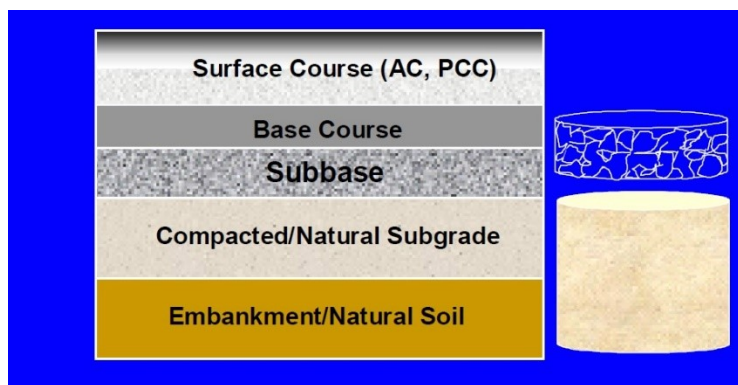 Surface Course (AC, PCC)
Base Course
Subbase
Compacted/Natural Subgrade
Embankment/Natural Soil